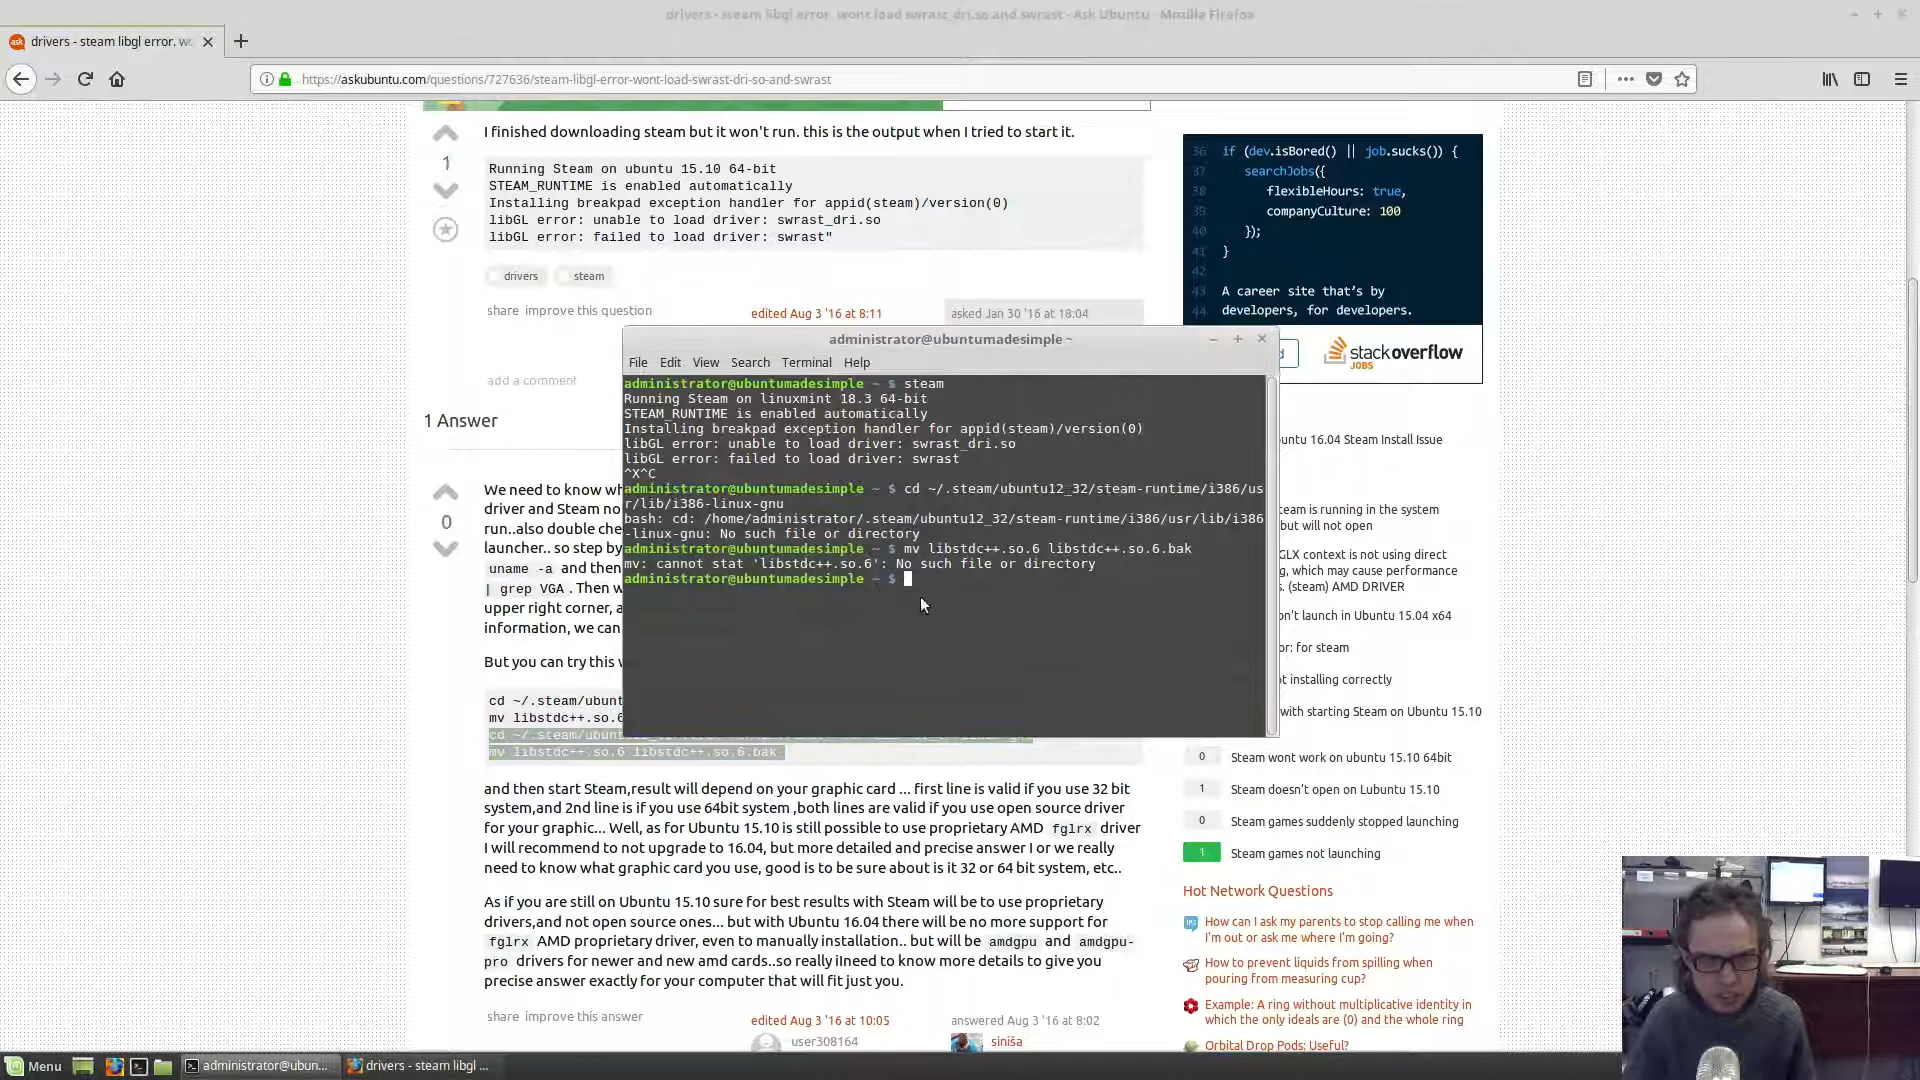 drivers - steam libgl error. wont load swrast_dri.so and swrast - Ask Ubuntu - Mozilla Firefox
drivers - steam libgl error. wo
https://askubuntu.com/questions/727636/steam-libgl-error-wont-load-swrast-dri-so-and-swrast
I finished downloading steam but it won't run. this is the output when I tried to start it.
1
Running Steam on ubuntu 15.10 64-bit
STEAM_RUNTIME is enabled automatically
Installing breakpad exception handler for appid(steam)/version(0)
libGL error: unable to load driver: swrast_dri.so
libGL error: failed to load driver: swrast"
drivers steam
share improve this question
edited Aug 3 '16 at 8:11
asked Jan 30 '16 at 18:04
add a comment
1 Answer
36 if (dev.isBored() || job.sucks()) {
37 searchJobs({
38 flexibleHours: true,
39 companyCulture: 100
40 });
41 }
42
43 A career site that's by
44 developers, for developers.
stackoverflow
JOBS
administrator@ubuntumadesimple ~
File Edit View Search Terminal Help
administrator@ubuntumadesimple ~ $ steam
Running Steam on linuxmint 18.3 64-bit
STEAM_RUNTIME is enabled automatically
Installing breakpad exception handler for appid(steam)/version(0)
libGL error: unable to load driver: swrast_dri.so
libGL error: failed to load driver: swrast
^X^C
administrator@ubuntumadesimple ~ $ cd ~/.steam/ubuntu12_32/steam-runtime/i386/us
r/lib/i386-linux-gnu
bash: cd: /home/administrator/.steam/ubuntu12_32/steam-runtime/i386/usr/lib/i386
-linux-gnu: No such file or directory
administrator@ubuntumadesimple ~ $ mv libstdc++.so.6 libstdc++.so.6.bak
mv: cannot stat 'libstdc++.so.6': No such file or directory
administrator@ubuntumadesimple ~ $
0
We need to know wh
driver and Steam no
run..also double che
launcher.. so step by
uname -a and then
| grep VGA . Then w
upper right corner, a
information, we can
But you can try this w
cd ~/.steam/ubunt
mv libstdc++.so.6
cd ~/.steam/ubunt
mv libstdc++.so.6 libstdc++.so.6.bak
and then start Steam,result will depend on your graphic card ... first line is valid if you use 32 bit
system,and 2nd line is if you use 64bit system ,both lines are valid if you use open source driver
for your graphic... Well, as for Ubuntu 15.10 is still possible to use proprietary AMD fglrx driver
I will recommend to not upgrade to 16.04, but more detailed and precise answer I or we really
need to know what graphic card you use, good is to be sure about is it 32 or 64 bit system, etc..
As if you are still on Ubuntu 15.10 sure for best results with Steam will be to use proprietary
drivers,and not open source ones... but with Ubuntu 16.04 there will be no more support for
fglrx AMD proprietary driver, even to manually installation.. but will be amdgpu and amdgpu-
pro drivers for newer and new amd cards..so really iIneed to know more details to give you
precise answer exactly for your computer that will fit just you.
share improve this answer
edited Aug 3 '16 at 10:05
answered Aug 3 '16 at 8:02
user308164
siniša
untu 16.04 Steam Install Issue
steam is running in the system
but will not open
GLX context is not using direct
g, which may cause performance
s. (steam) AMD DRIVER
n't launch in Ubuntu 15.04 x64
or: for steam
t installing correctly
with starting Steam on Ubuntu 15.10
0 Steam wont work on ubuntu 15.10 64bit
1 Steam doesn't open on Lubuntu 15.10
0 Steam games suddenly stopped launching
1 Steam games not launching
Hot Network Questions
How can I ask my parents to stop calling me when
I'm out or ask me where I'm going?
How to prevent liquids from spilling when
pouring from measuring cup?
Example: A ring without multiplicative identity in
which the only ideals are (0) and the whole ring
Orbital Drop Pods: Useful?
Menu
administrator@ubun...
drivers - steam libgl ...